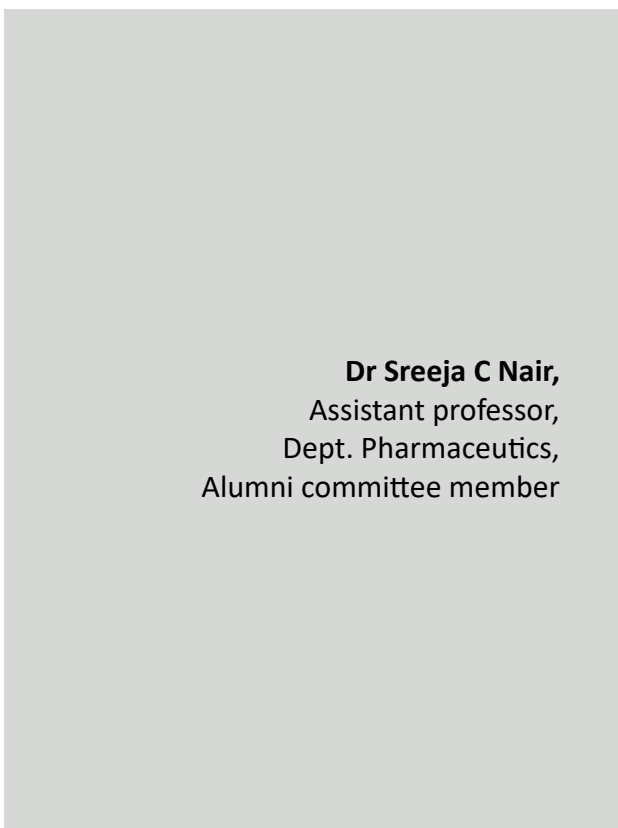 Dr Sreeja C Nair,
Assistant professor,
Dept. Pharmaceutics,
Alumni committee member